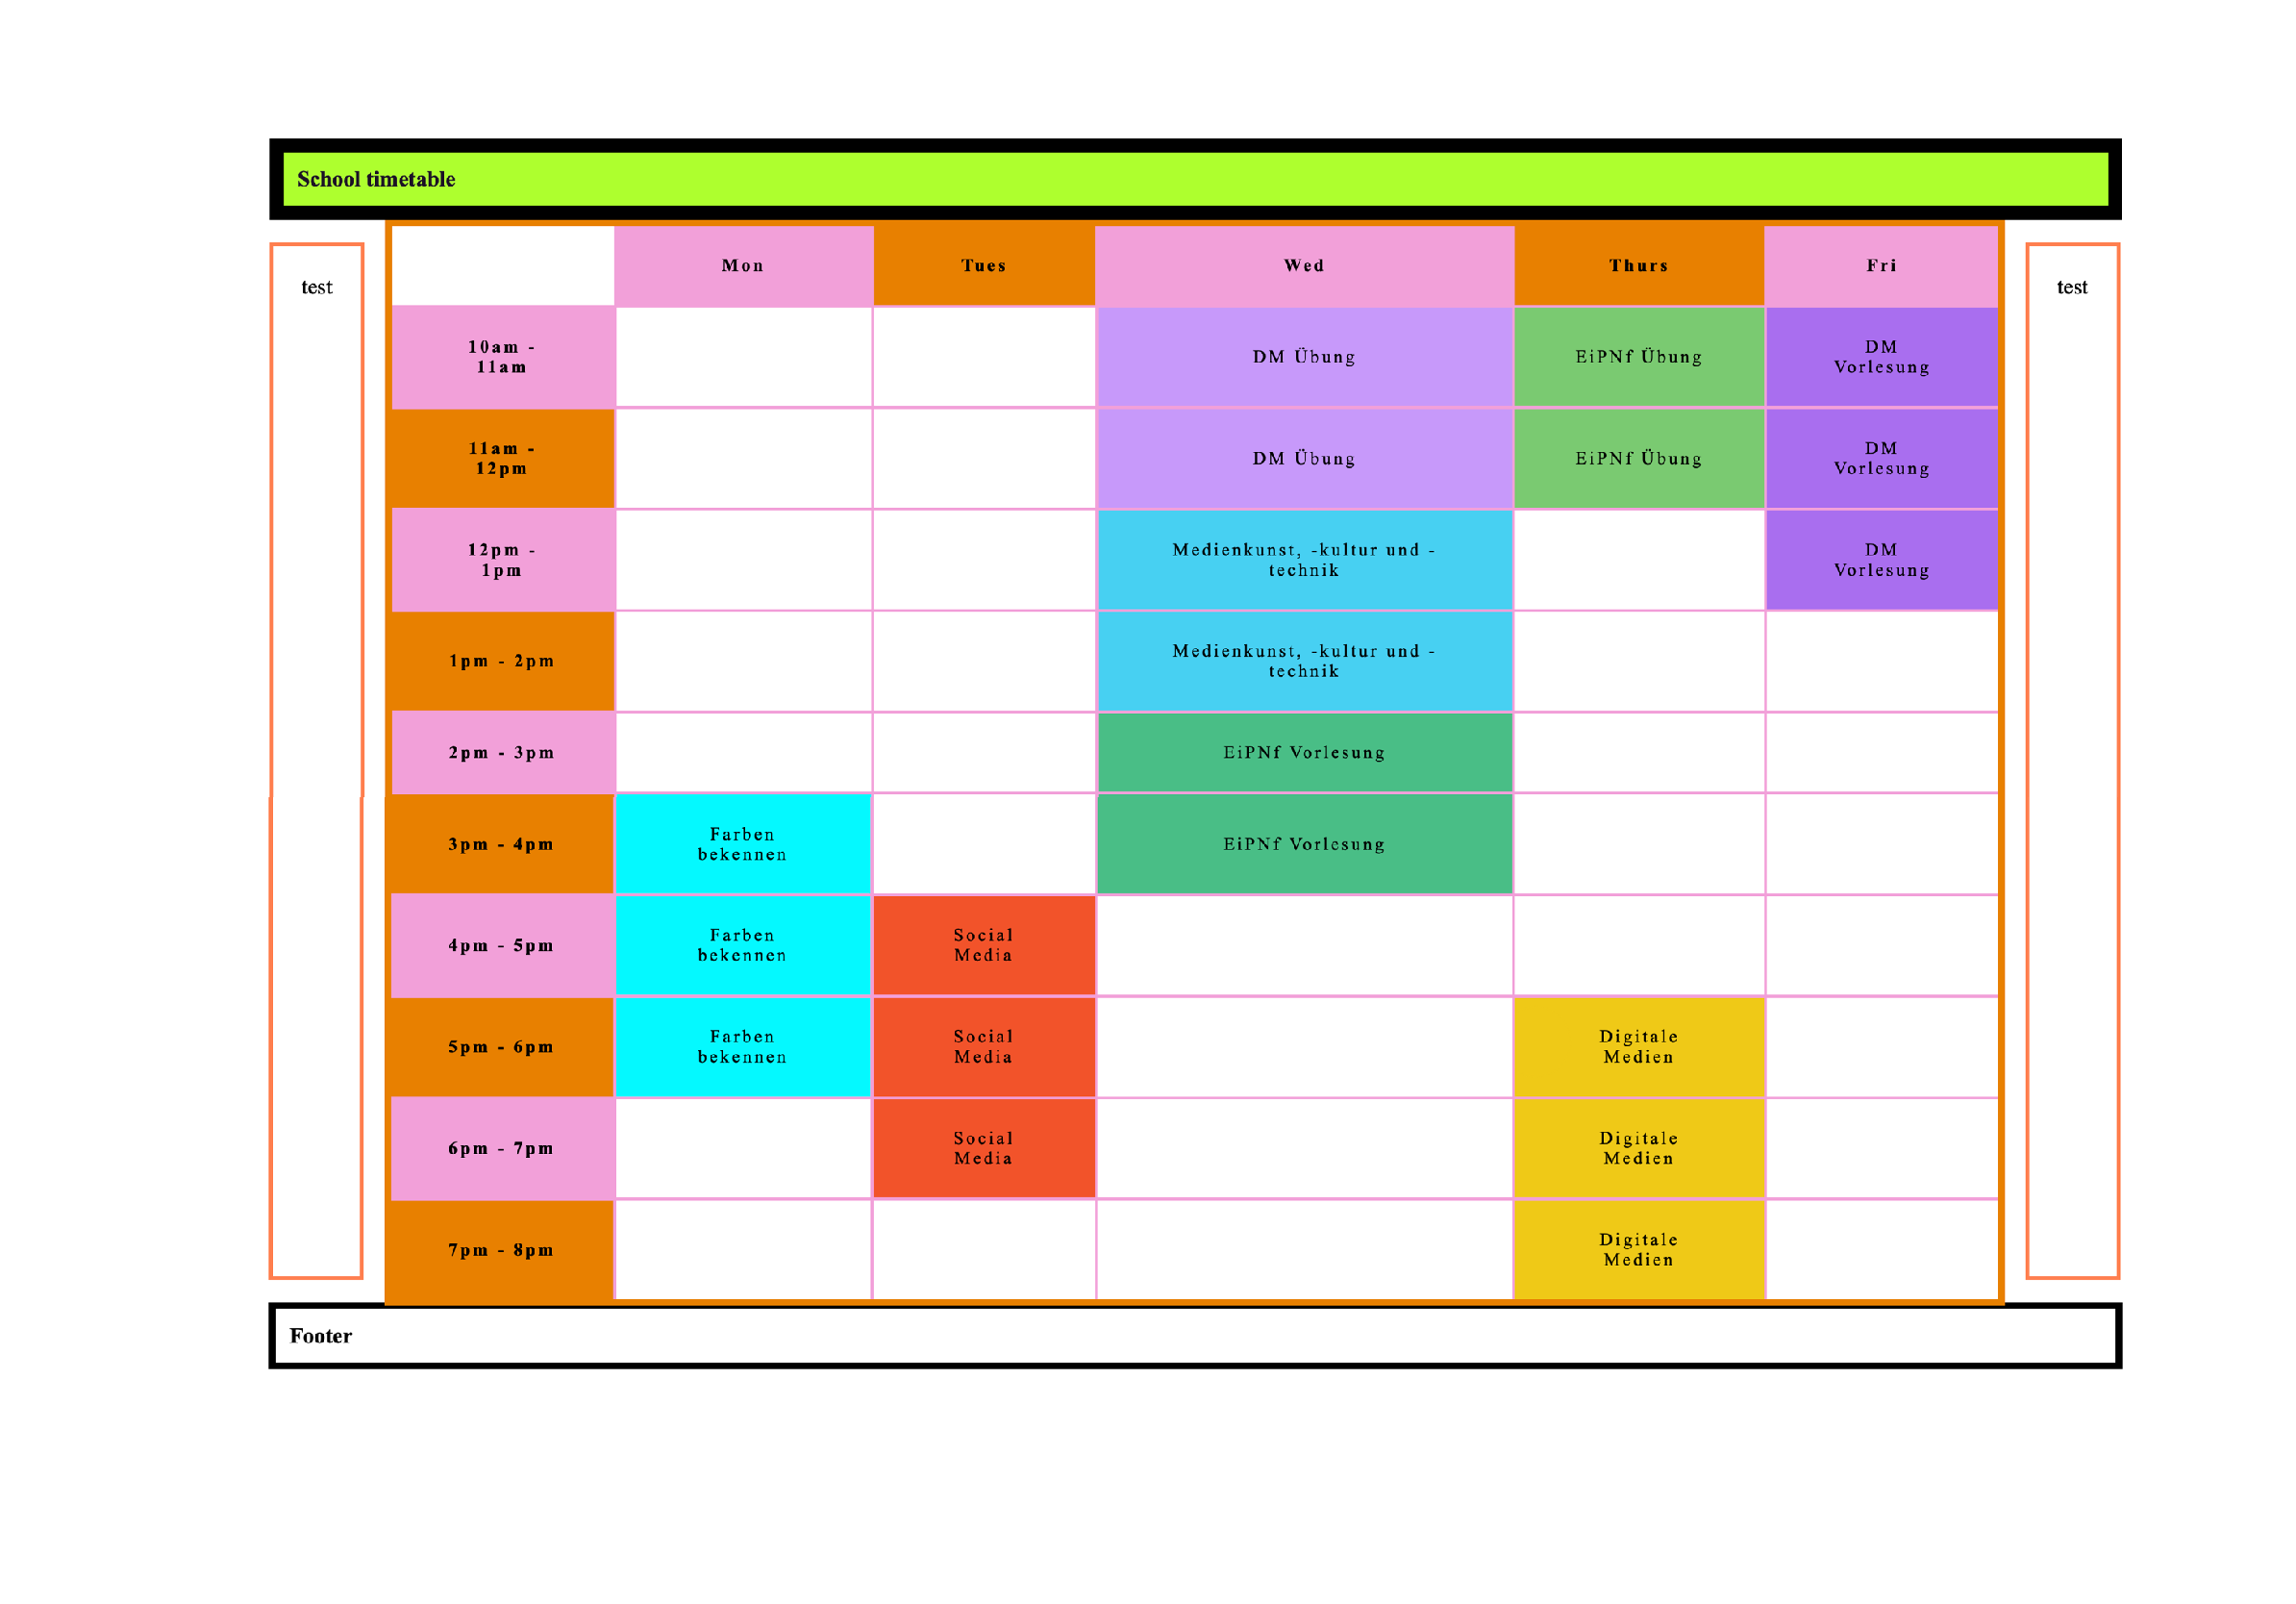 School timetable
test
test
Mon Tues Wed Thurs Fri
10am -
11am
DM Übung
EiPNf Übung
DM
Vorlesung
11am -
12pm
DM Übung
EiPNf Übung
DM
Vorlesung
12pm -
1pm
Medienkunst, -kultur und -
technik
DM
Vorlesung
1pm - 2pm
Medienkunst, -kultur und -
technik
2pm - 3pm
EiPNf Vorlesung
3pm - 4pm
Farben
bekennen
EiPNf Vorlesung
4pm - 5pm
Farben
bekennen
Social
Media
5pm - 6pm
Farben
bekennen
Social
Media
Digitale
Medien
6pm - 7pm
Social
Media
Digitale
Medien
7pm - 8pm
Digitale
Medien
Footer